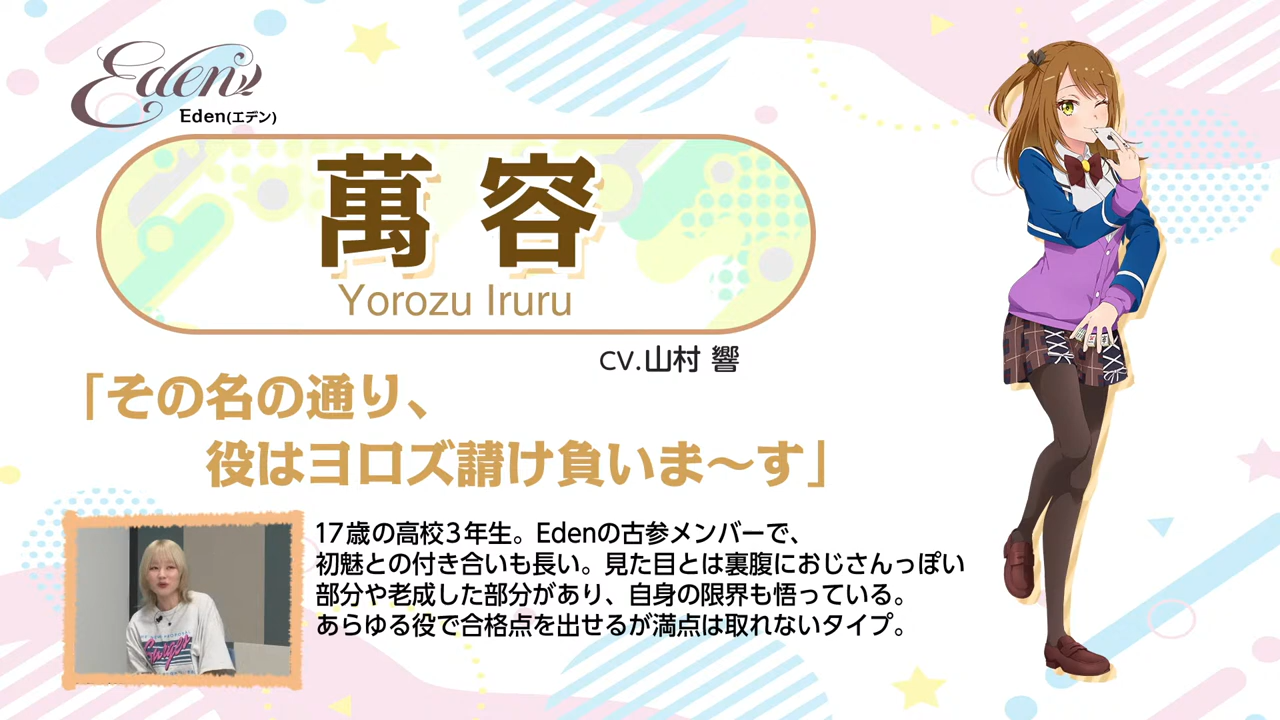 Eden
Eden(エデン)
萬 容
Yorozu Iruru
CV.山村 響
「その名の通り、
役はヨロズ請け負いま～す」
17歳の高校3年生。Edenの古参メンバーで、
初魅との付き合いも長い。見た目とは裏腹におじさんっぽい
部分や老成した部分があり、自身の限界も悟っている。
あらゆる役で合格点を出せるが満点は取れないタイプ。